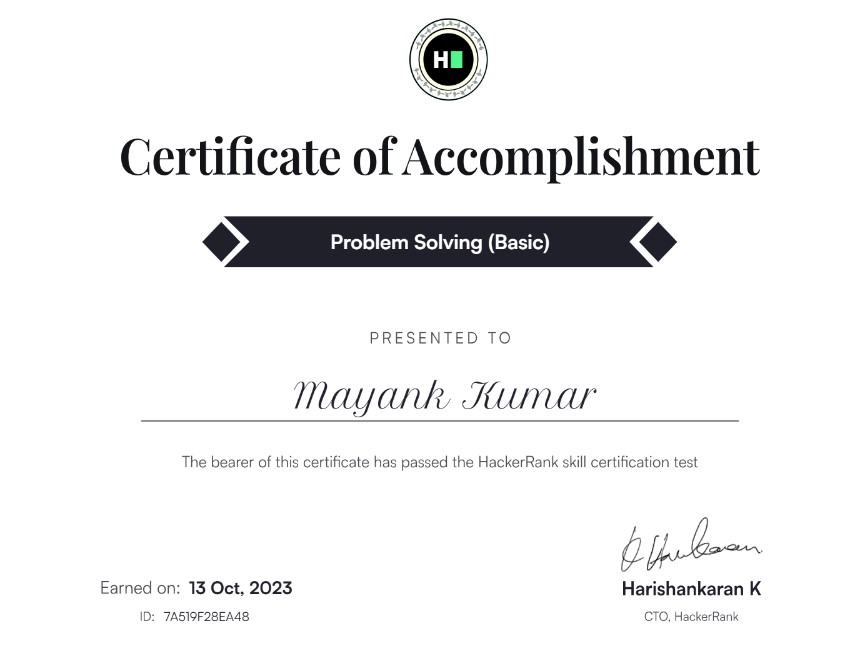 H
Certificate of Accomplishment
Problem Solving (Basic)
PRESENTED TO
Mayank Kumar
The bearer of this certificate has passed the HackerRank skill certification test
Earned on: 13 Oct, 2023
ID: 7A519F28EA48
Harishankaran K
CTO, HackerRank